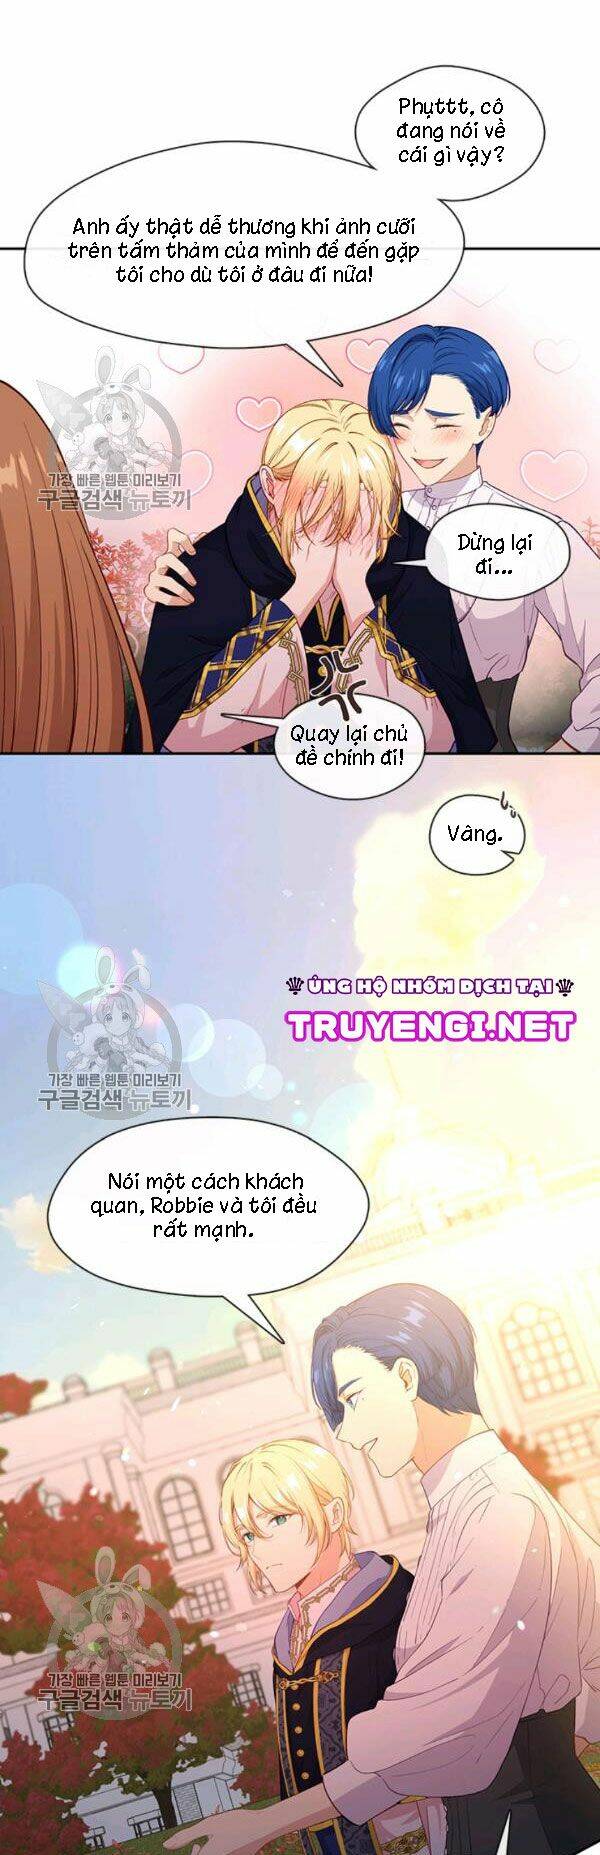 Phụttt, cô
đang nói về
cái gì vậy?
Anh ấy thật dễ thương khi ảnh cưỡi
trên tấm thảm của mình để đến gặp
tôi cho dù tôi ở đâu đi nữa!
가장 빠른 웹툰 미리보기
구글검색 뉴토끼
Dừng lại
đi...
Quay lại chủ
đề chính đi!
Vâng.
ỦNG HỘ NHÓM DỊCH TẠI
TRUYENGI.NET
가장 빠른 웹툰 미리보기
구글검색 뉴토끼
Nói một cách khách
quan, Robbie và tôi đều
rất mạnh.
가장 빠른 웹툰 미리보기
구글검색 뉴토끼